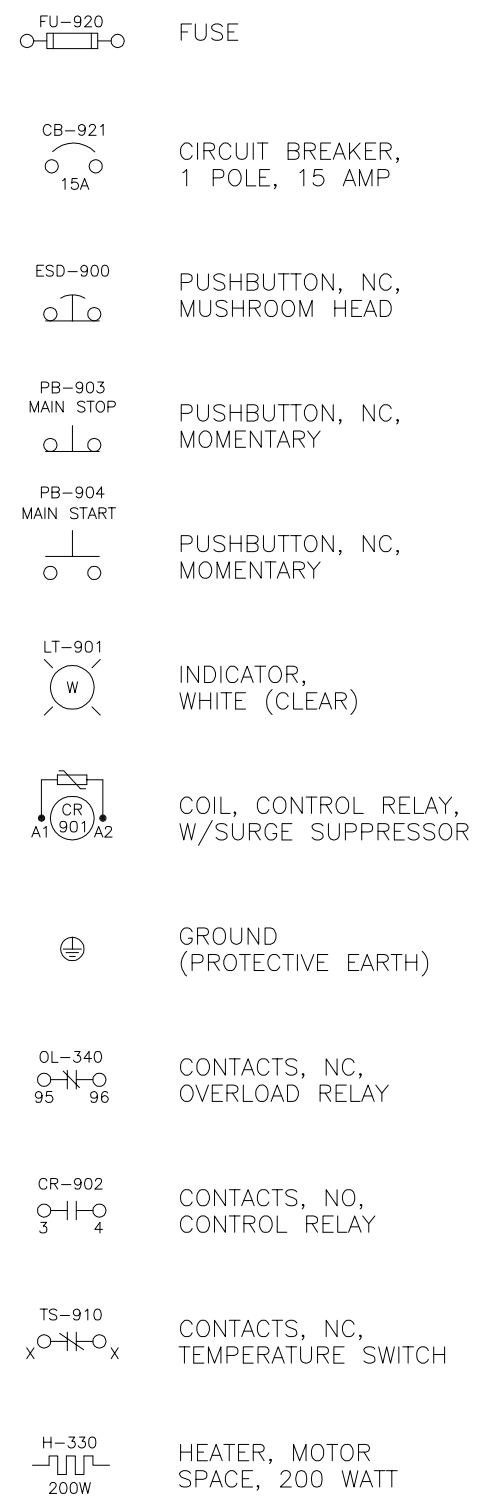 FU-920
FUSE
CB-921
15A
CIRCUIT BREAKER,
1 POLE, 15 AMP
ESD-900
PUSHBUTTON, NC,
MUSHROOM HEAD
PB-903
MAIN STOP
PUSHBUTTON, NC,
MOMENTARY
PB-904
MAIN START
PUSHBUTTON, NC,
MOMENTARY
LT-901
W
INDICATOR,
WHITE (CLEAR)
CR
A1 901 A2
COIL, CONTROL RELAY,
W/SURGE SUPPRESSOR
GROUND
(PROTECTIVE EARTH)
OL-340
95 96
CONTACTS, NC,
OVERLOAD RELAY
CR-902
3 4
CONTACTS, NO,
CONTROL RELAY
TS-910
X X
CONTACTS, NC,
TEMPERATURE SWITCH
H-330
200W
HEATER, MOTOR
SPACE, 200 WATT